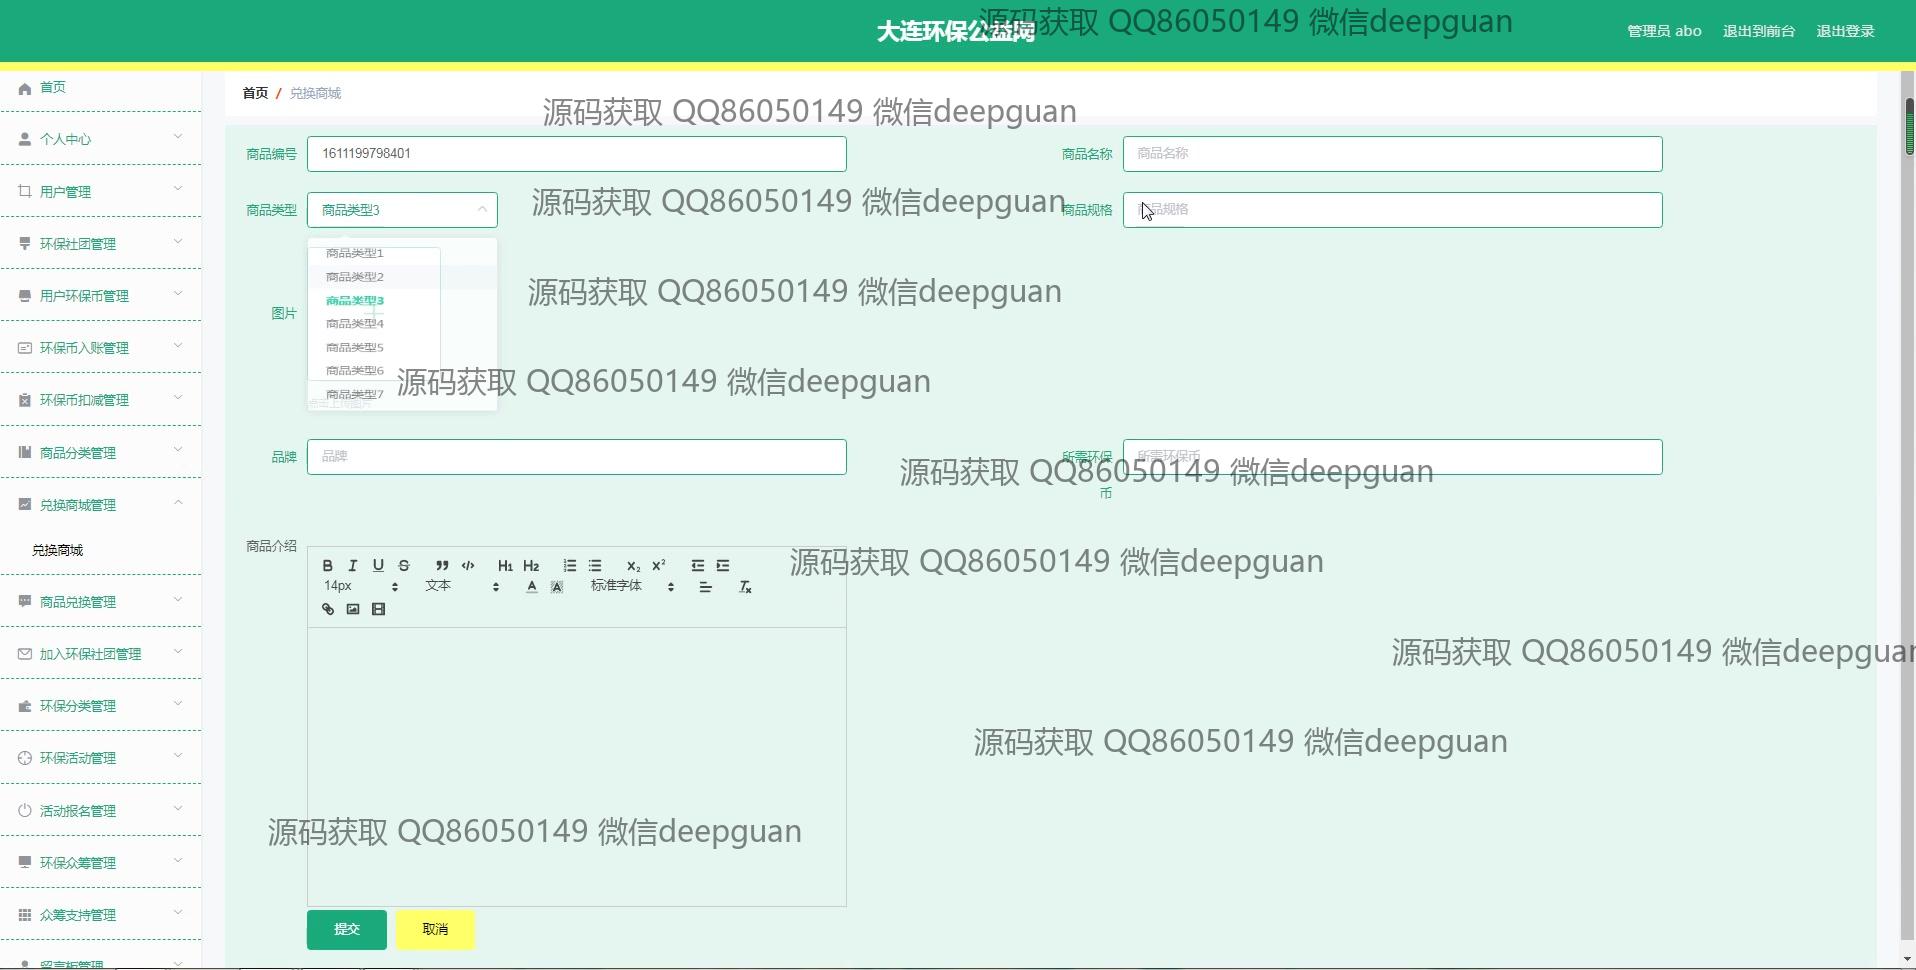 大连环保公益网
源码获取 QQ86050149 微信deepguan
管理员 abo 退出到前台 退出登录
首页
首页 / 兑换商城
源码获取 QQ86050149 微信deepguan
个人中心
商品编号 1611199798401
商品名称 商品名称
用户管理
商品类型 商品类型3
源码获取 QQ86050149 微信deepguan
商品规格 商品规格
环保社团管理
商品类型1
商品类型2
商品类型3
商品类型4
商品类型5
商品类型6
商品类型7
图片
点击上传图片
源码获取 QQ86050149 微信deepguan
用户环保币管理
环保币入账管理
源码获取 QQ86050149 微信deepguan
环保币扣减管理
商品分类管理
品牌 品牌
所需环保币 所需环保币
源码获取 QQ86050149 微信deepguan
兑换商城管理
兑换商城
商品介绍
B I U S H1 H2 X2 X2
14px 文本 A A 标准字体 Tx
源码获取 QQ86050149 微信deepguan
商品兑换管理
加入环保社团管理
源码获取 QQ86050149 微信deepguan
环保分类管理
环保活动管理
源码获取 QQ86050149 微信deepguan
活动报名管理
源码获取 QQ86050149 微信deepguan
环保众筹管理
众筹支持管理
提交 取消
留言板管理